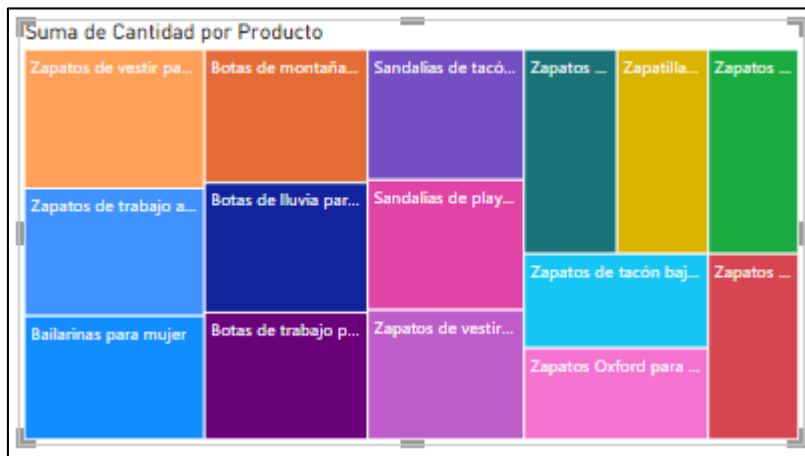 Suma de Cantidad por Producto
Zapatos de vestir pa...
Botas de montaña...
Sandalias de tacó...
Zapatos ...
Zapatilla...
Zapatos ...
Zapatos de trabajo a...
Botas de lluvia par...
Sandalias de play...
Zapatos de tacón baj...
Zapatos ...
Bailarinas para mujer
Botas de trabajo p...
Zapatos de vestir...
Zapatos Oxford para ...